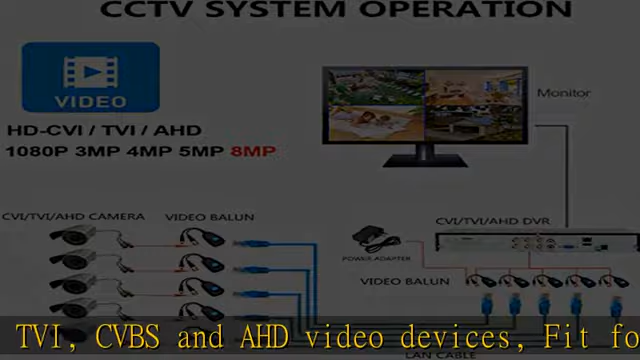 CCTV SYSTEM OPERATION
VIDEO
HD-CVI / TVI / AHD
1080P 3MP 4MP 5MP 8MP
Monitor
CVI/TVI/AHD CAMERA
VIDEO BALUN
CVI/TVI/AHD DVR
POWER ADAPTER
VIDEO BALUN
TVI, CVBS and AHD video devices, Fit fo
LAN CABLE